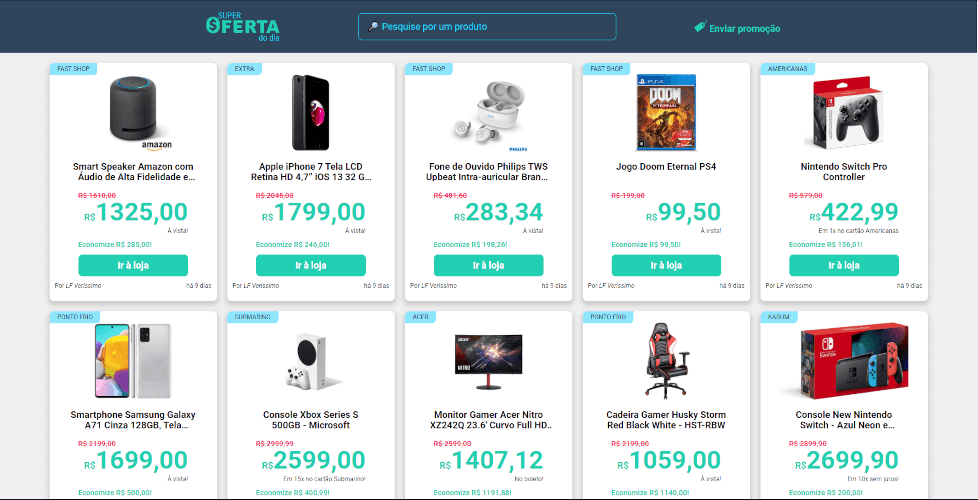 SUPER
OFERTA
do dia
Pesquise por um produto
Enviar promoção
FAST SHOP
amazon
Smart Speaker Amazon com
Áudio de Alta Fidelidade e...
R$ 1610,00
R$1325,00
À vista!
Economize R$ 285,00!
Ir à loja
Por LF Veríssimo
há 9 dias
EXTRA
Apple iPhone 7 Tela LCD
Retina HD 4,7” iOS 13 32 G...
R$ 2045,00
R$1799,00
À vista!
Economize R$ 246,00!
Ir à loja
Por LF Veríssimo
há 9 dias
FAST SHOP
PHILIPS
Fone de Ouvido Philips TWS
Upbeat Intra-auricular Bran...
R$ 481,60
R$283,34
À vista!
Economize R$ 198,26!
Ir à loja
Por LF Veríssimo
há 9 dias
FAST SHOP
PS4
DOOM
ETERNAL
Jogo Doom Eternal PS4
R$ 199,00
R$99,50
À vista!
Economize R$ 99,50!
Ir à loja
Por LF Veríssimo
há 9 dias
AMERICANAS
Nintendo Switch Pro
Controller
R$ 579,00
R$422,99
Em 1x no cartão Americanas
Economize R$ 156,01!
Ir à loja
Por LF Veríssimo
há 9 dias
PONTO FRIO
Smartphone Samsung Galaxy
A71 Cinza 128GB, Tela...
R$ 2199,00
R$1699,00
À vista!
Economize R$ 500,00!
SUBMARINO
Console Xbox Series S
500GB - Microsoft
R$ 2999,99
R$2599,00
Em 15x no cartão Submarino!
Economize R$ 400,99!
ACER
acer
NITRO
Monitor Gamer Acer Nitro
XZ242Q 23.6' Curvo Full HD...
R$ 2599,00
R$1407,12
No boleto!
Economize R$ 1191,88!
PONTO FRIO
Cadeira Gamer Husky Storm
Red Black White - HST-RBW
R$ 2199,00
R$1059,00
À vista!
Economize R$ 1140,00!
KABUM
SWITCH
Console New Nintendo
Switch - Azul Neon e...
R$ 2899,90
R$2699,90
Em 10x sem juros!
Economize R$ 200,00!